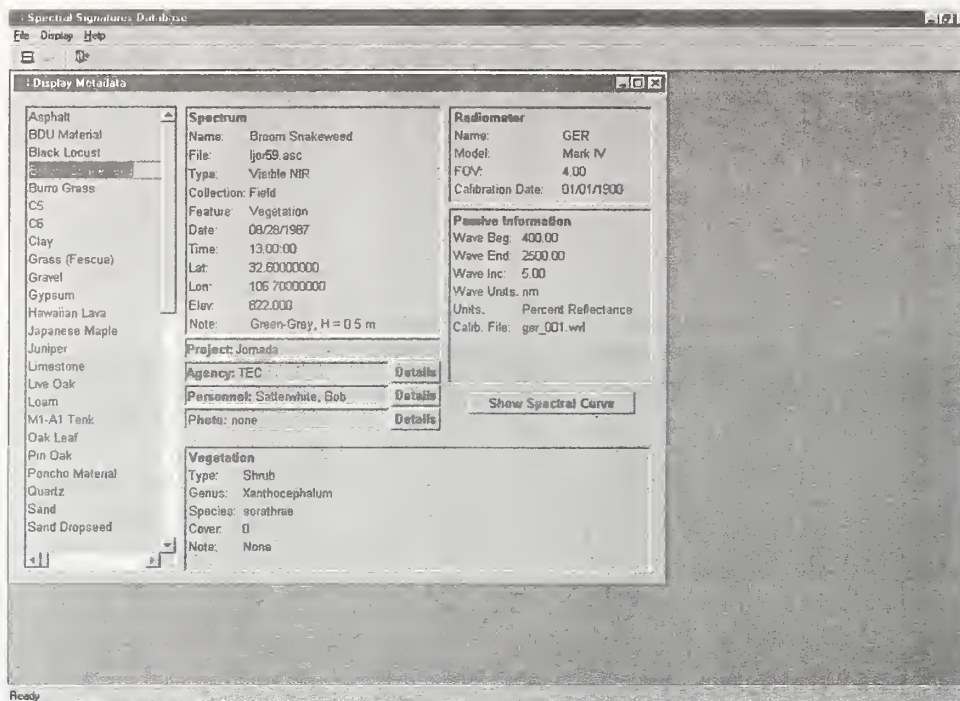 Spectral Signatures Database
File Display Help
Display Metadata
Asphalt
BDU Material
Black Locust
Burro Grass
C5
C6
Clay
Grass (Fescue)
Gravel
Gypsum
Hawaiian Lava
Japanese Maple
Juniper
Limestone
Live Oak
Loam
M1-A1 Tank
Oak Leaf
Pin Oak
Poncho Material
Quartz
Sand
Sand Dropseed
Spectrum
Name: Broom Snakeweed
File: ljor59.asc
Type: Visible NIR
Collection: Field
Feature: Vegetation
Date: 08/28/1987
Time: 13:00:00
Lat: 32.60000000
Lon: 106.70000000
Elev: 822.000
Note: Green-Gray, H = 0.5 m
Project: Jornada
Agency: TEC Details
Personnel: Satterwhite, Bob Details
Photo: none Details
Radiometer
Name: GER
Model: Mark IV
FOV: 4.00
Calibration Date: 01/01/1900
Passive Information
Wave Beg: 400.00
Wave End: 2500.00
Wave Inc: 5.00
Wave Units: nm
Units: Percent Reflectance
Calib. File: ger_001.wvl
Show Spectral Curve
Vegetation
Type: Shrub
Genus: Xanthocephalum
Species: sorathrae
Cover: 0
Note: None
Ready